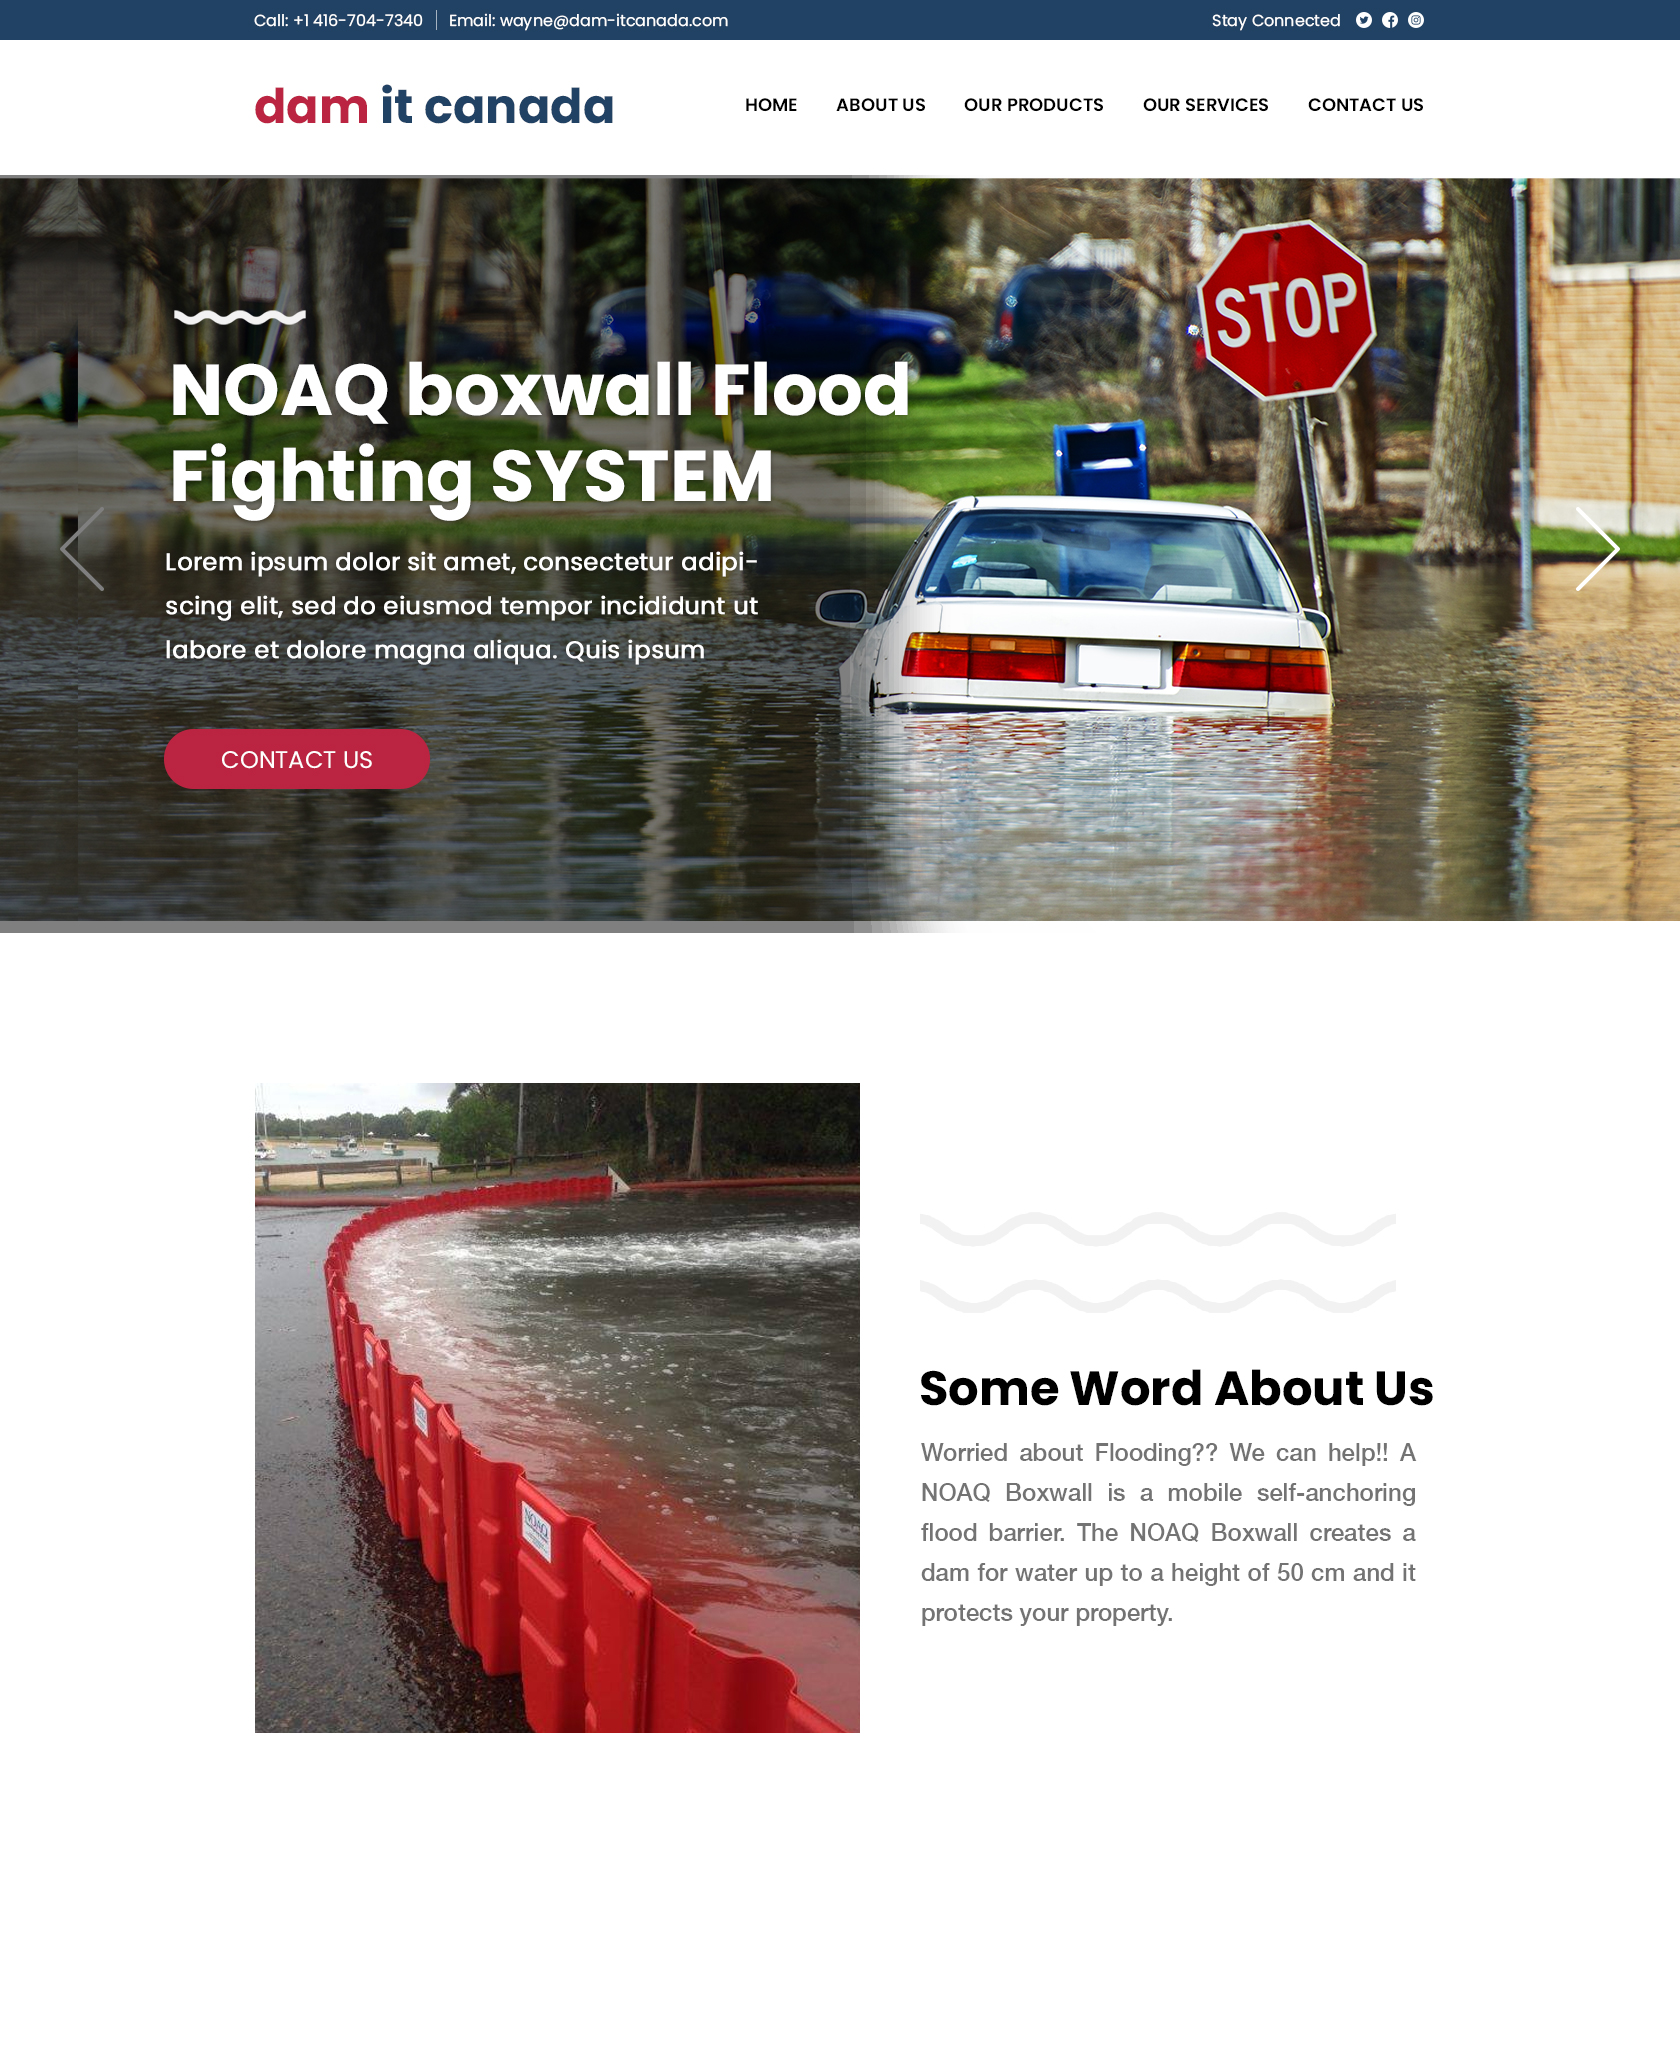 Call: +1 416-704-7340 Email: wayne@dam-itcanada.com Stay Connected
dam it canada
HOME ABOUT US OUR PRODUCTS OUR SERVICES CONTACT US
STOP
NOAQ boxwall Flood
Fighting SYSTEM
Lorem ipsum dolor sit amet, consectetur adipi-
scing elit, sed do eiusmod tempor incididunt ut
labore et dolore magna aliqua. Quis ipsum
CONTACT US
NOAQ
Some Word About Us
Worried about Flooding?? We can help!! A
NOAQ Boxwall is a mobile self-anchoring
flood barrier. The NOAQ Boxwall creates a
dam for water up to a height of 50 cm and it
protects your property.